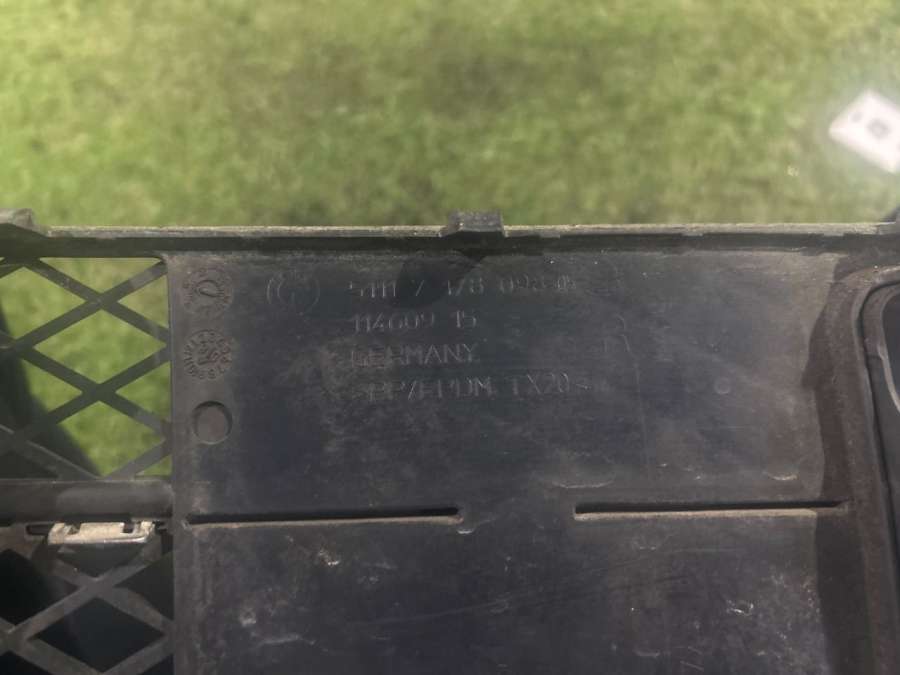 5111 7 178 098
114609 15
GERMANY
>PP/EPDM TX20<